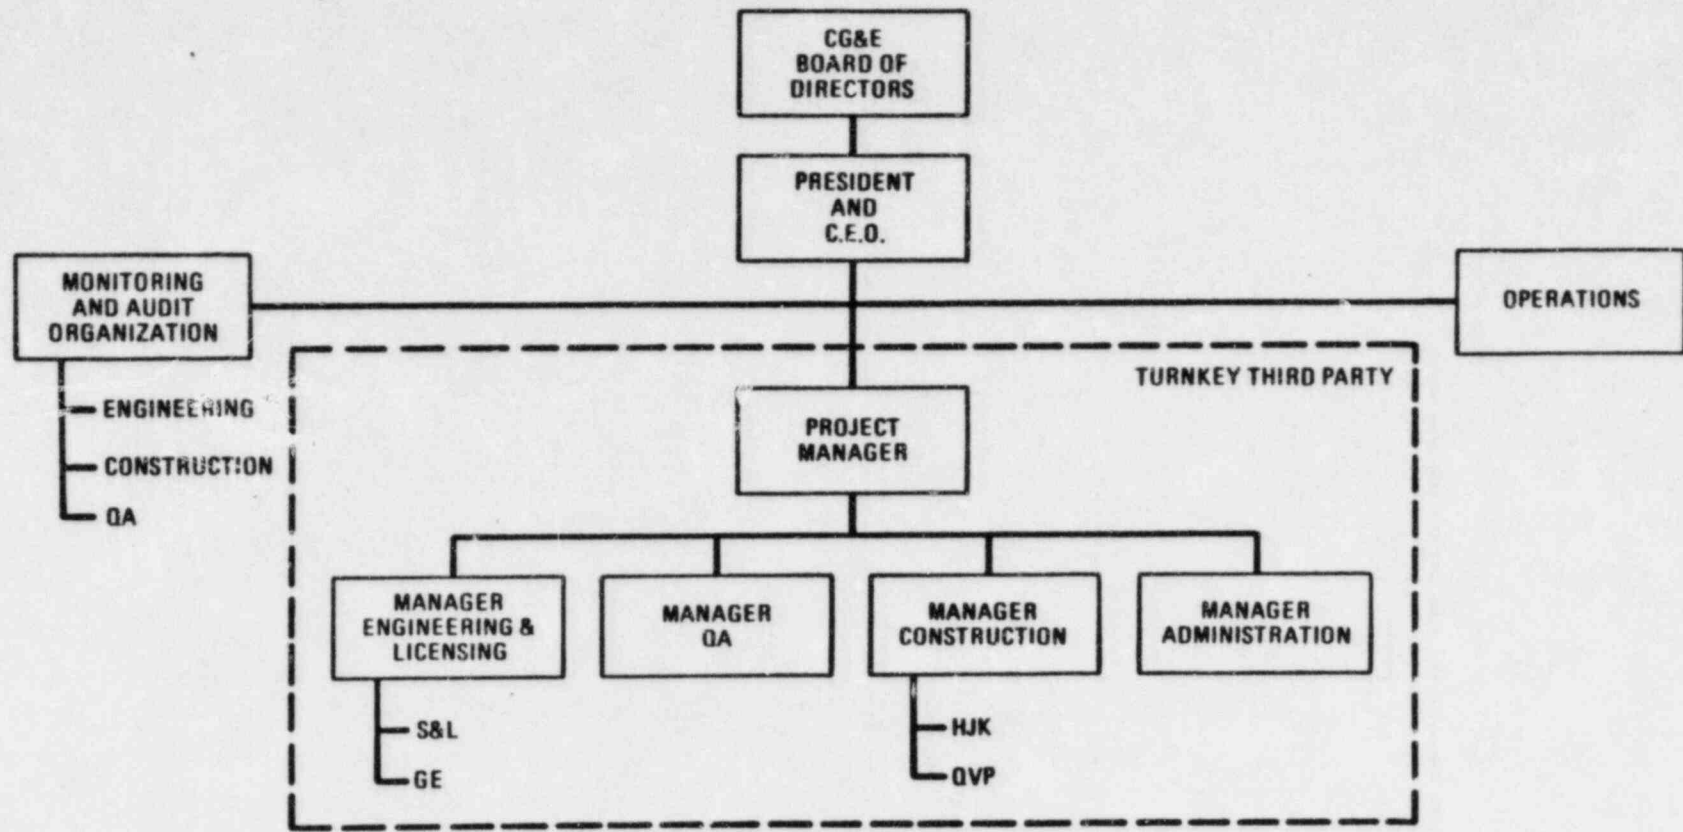 CG&E
BOARD OF
DIRECTORS
PRESIDENT
AND
C.E.O.
MONITORING
AND AUDIT
ORGANIZATION
OPERATIONS
ENGINEERING
CONSTRUCTION
QA
TURNKEY THIRD PARTY
PROJECT
MANAGER
MANAGER
ENGINEERING &
LICENSING
MANAGER
QA
MANAGER
CONSTRUCTION
MANAGER
ADMINISTRATION
S&L
GE
HJK
QVP